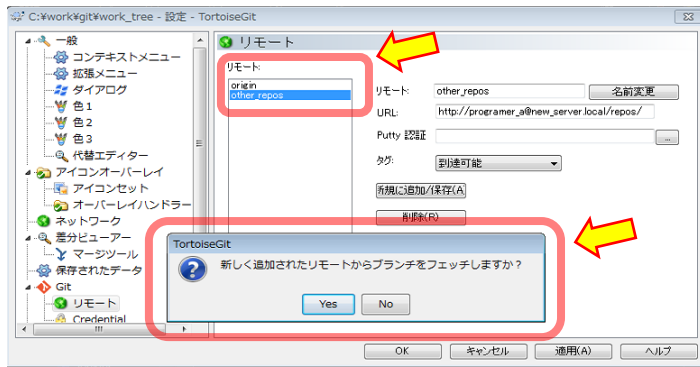 C:¥work¥git¥work_tree - 設定 - TortoiseGit
一般
コンテキストメニュー
拡張メニュー
ダイアログ
色1
色2
色3
代替エディター
アイコンオーバーレイ
アイコンセット
オーバーレイハンドラー
ネットワーク
差分ビューアー
マージツール
保存されたデータ
Git
リモート
Credential
リモート
リモート:
origin
other_repos
リモート:
other_repos
名前変更
URL:
http://programer_a@new_server.local/repos/
Putty 認証
...
タグ:
到達可能
新規に追加/保存(A
削除(R)
TortoiseGit
新しく追加されたリモートからブランチをフェッチしますか？
Yes
No
OK
キャンセル
適用(A)
ヘルプ